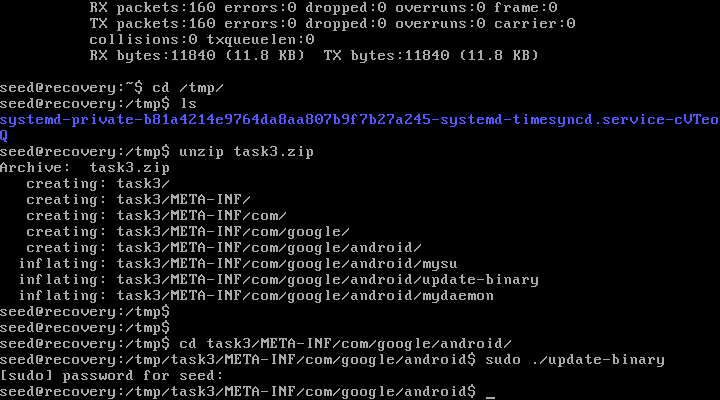 RX packets:160 errors:0 dropped:0 overruns:0 frame:0
TX packets:160 errors:0 dropped:0 overruns:0 carrier:0
collisions:0 txqueuelen:0
RX bytes:11840 (11.8 KB)  TX bytes:11840 (11.8 KB)
seed@recovery:~$ cd /tmp/
seed@recovery:/tmp$ ls
systemd-private-b81a4214e9764da8aa807b9f7b27a245-systemd-timesyncd.service-cVTeo
Q
seed@recovery:/tmp$ unzip task3.zip
Archive:  task3.zip
   creating: task3/
   creating: task3/META-INF/
   creating: task3/META-INF/com/
   creating: task3/META-INF/com/google/
   creating: task3/META-INF/com/google/android/
  inflating: task3/META-INF/com/google/android/mysu
  inflating: task3/META-INF/com/google/android/update-binary
  inflating: task3/META-INF/com/google/android/mydaemon
seed@recovery:/tmp$
seed@recovery:/tmp$
seed@recovery:/tmp$ cd task3/META-INF/com/google/android/
seed@recovery:/tmp/task3/META-INF/com/google/android$ sudo ./update-binary
[sudo] password for seed:
seed@recovery:/tmp/task3/META-INF/com/google/android$ _